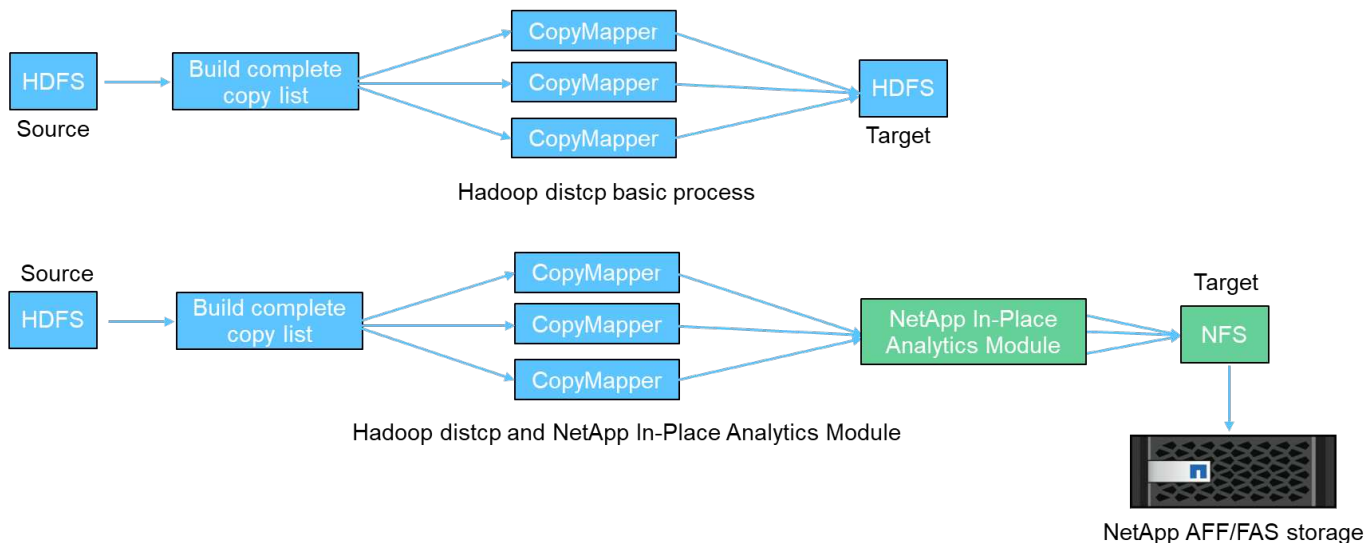 CopyMapper
HDFS
Build complete
copy list
CopyMapper
HDFS
Source
CopyMapper
Target
Hadoop distcp basic process
Source
CopyMapper
Target
HDFS
Build complete
copy list
CopyMapper
NetApp In-Place
Analytics Module
NFS
CopyMapper
Hadoop distcp and NetApp In-Place Analytics Module
NetApp AFF/FAS storage